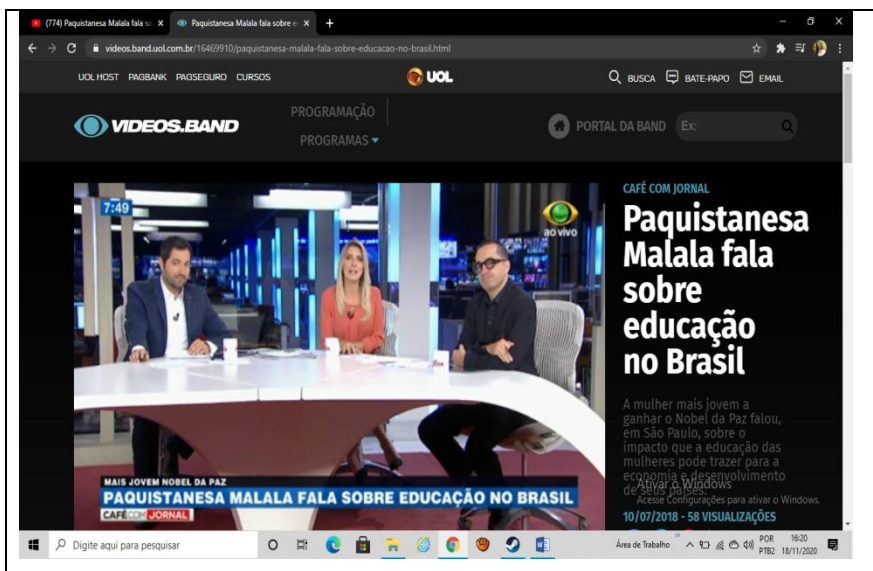 (774) Paquistanesa Malala fala so
Paquistanesa Malala fala sobre e
videos.band.uol.com.br/16469910/paquistanesa-malala-fala-sobre-educacao-no-brasil.html
UOL HOST PAGBANK PAGSEGURO CURSOS
UOL
BUSCA BATE-PAPO EMAIL
VIDEOS.BAND
PROGRAMAÇÃO
PROGRAMAS
PORTAL DA BAND
Ex:
7:49
ao vivo
MAIS JOVEM NOBEL DA PAZ
PAQUISTANESA MALALA FALA SOBRE EDUCAÇÃO NO BRASIL
CAFÉ COM JORNAL
CAFÉ COM JORNAL
Paquistanesa
Malala fala
sobre
educação
no Brasil
A mulher mais jovem a
ganhar o Nobel da Paz falou,
em São Paulo, sobre o
impacto que a educação das
mulheres pode trazer para a
economia e desenvolvimento
de seus países.
Ativar o Windows
Acesse Configurações para ativar o Windows.
10/07/2018 - 58 VISUALIZAÇÕES
Digite aqui para pesquisar
Área de Trabalho
POR
PTB2
16:20
18/11/2020